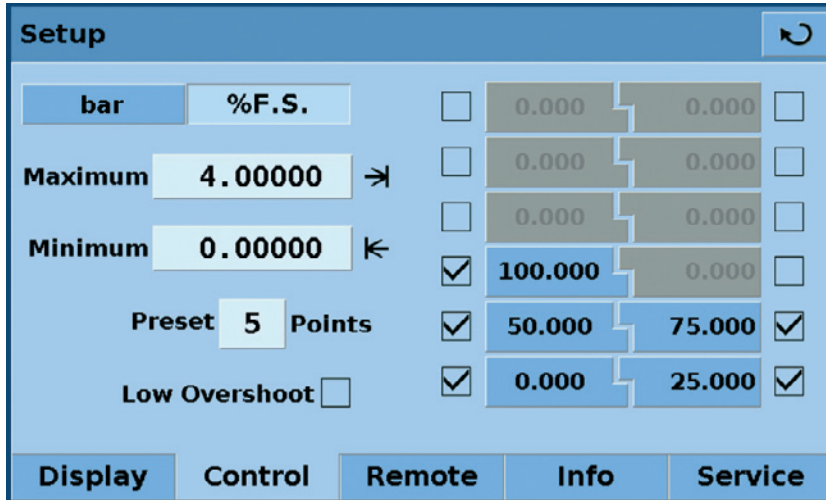 Setup
bar %F.S.
0.000 0.000
Maximum 4.00000
0.000 0.000
0.000 0.000
Minimum 0.00000
100.000 0.000
Preset 5 Points
50.000 75.000
Low Overshoot
0.000 25.000
Display Control Remote Info Service